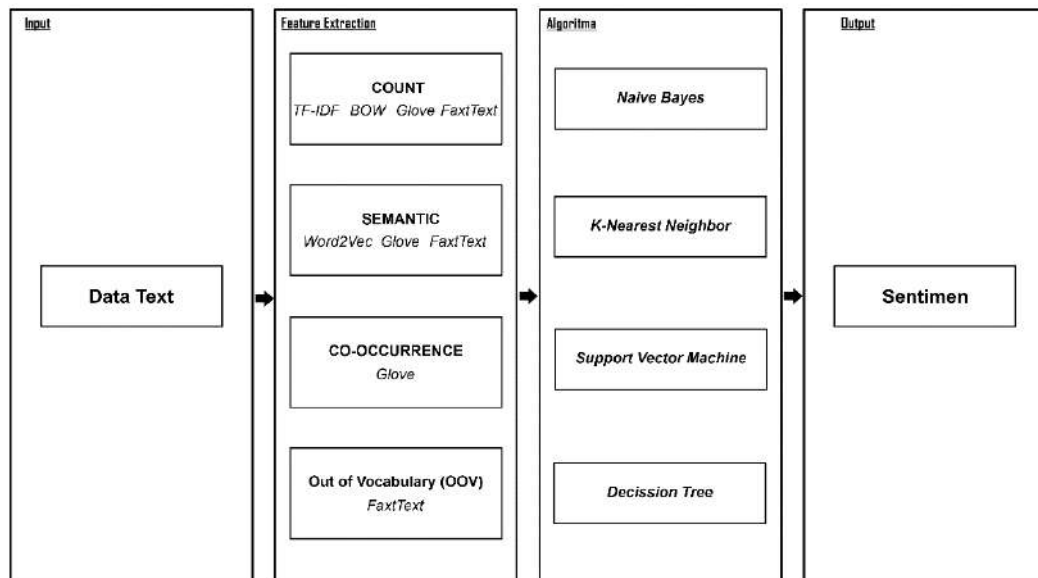 Input
Data Text
Feature Extraction
COUNT
TF-IDF BOW Glove FaxtText
SEMANTIC
Word2Vec Glove FaxtText
CO-OCCURRENCE
Glove
Out of Vocabulary (OOV)
FaxtText
Algoritma
Naive Bayes
K-Nearest Neighbor
Support Vector Machine
Decission Tree
Output
Sentimen